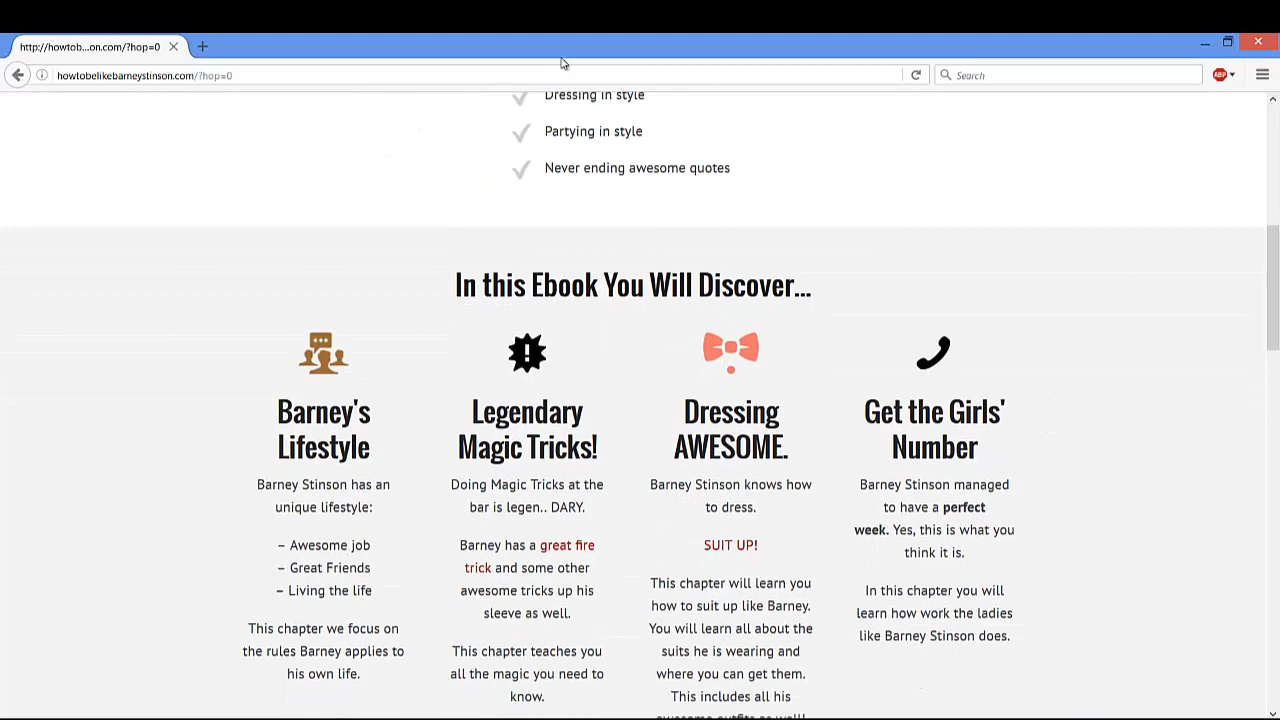 http://howtob...on.com/?hop=0
howtobelikebarneystinson.com/?hop=0
Search
ABP
Dressing in style
Partying in style
Never ending awesome quotes
In this Ebook You Will Discover...
Barney's
Lifestyle
Barney Stinson has an
unique lifestyle:
– Awesome job
– Great Friends
– Living the life
This chapter we focus on
the rules Barney applies to
his own life.
Legendary
Magic Tricks!
Doing Magic Tricks at the
bar is legen.. DARY.
Barney has a great fire
trick and some other
awesome tricks up his
sleeve as well.
This chapter teaches you
all the magic you need to
know.
Dressing
AWESOME.
Barney Stinson knows how
to dress.
SUIT UP!
This chapter will learn you
how to suit up like Barney.
You will learn all about the
suits he is wearing and
where you can get them.
This includes all his
awesome outfits as well!
Get the Girls'
Number
Barney Stinson managed
to have a perfect
week. Yes, this is what you
think it is.
In this chapter you will
learn how work the ladies
like Barney Stinson does.